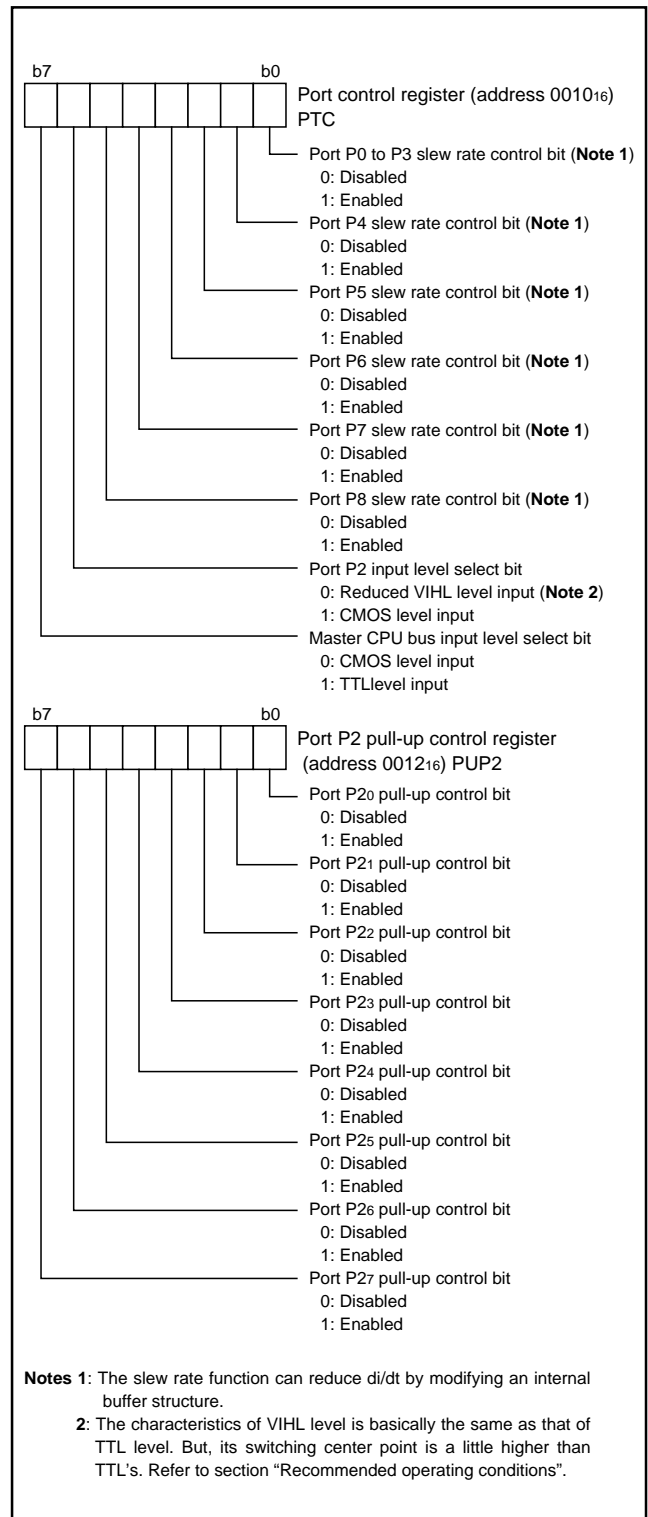 b7 b0
Port control register (address 0010₁₆)
PTC
Port P0 to P3 slew rate control bit (Note 1)
0: Disabled
1: Enabled
Port P4 slew rate control bit (Note 1)
0: Disabled
1: Enabled
Port P5 slew rate control bit (Note 1)
0: Disabled
1: Enabled
Port P6 slew rate control bit (Note 1)
0: Disabled
1: Enabled
Port P7 slew rate control bit (Note 1)
0: Disabled
1: Enabled
Port P8 slew rate control bit (Note 1)
0: Disabled
1: Enabled
Port P2 input level select bit
0: Reduced VIHL level input (Note 2)
1: CMOS level input
Master CPU bus input level select bit
0: CMOS level input
1: TTLlevel input
b7 b0
Port P2 pull-up control register
(address 0012₁₆) PUP2
Port P2₀ pull-up control bit
0: Disabled
1: Enabled
Port P2₁ pull-up control bit
0: Disabled
1: Enabled
Port P2₂ pull-up control bit
0: Disabled
1: Enabled
Port P2₃ pull-up control bit
0: Disabled
1: Enabled
Port P2₄ pull-up control bit
0: Disabled
1: Enabled
Port P2₅ pull-up control bit
0: Disabled
1: Enabled
Port P2₆ pull-up control bit
0: Disabled
1: Enabled
Port P2₇ pull-up control bit
0: Disabled
1: Enabled
Notes 1: The slew rate function can reduce di/dt by modifying an internal
buffer structure.
2: The characteristics of VIHL level is basically the same as that of
TTL level. But, its switching center point is a little higher than
TTL's. Refer to section “Recommended operating conditions”.